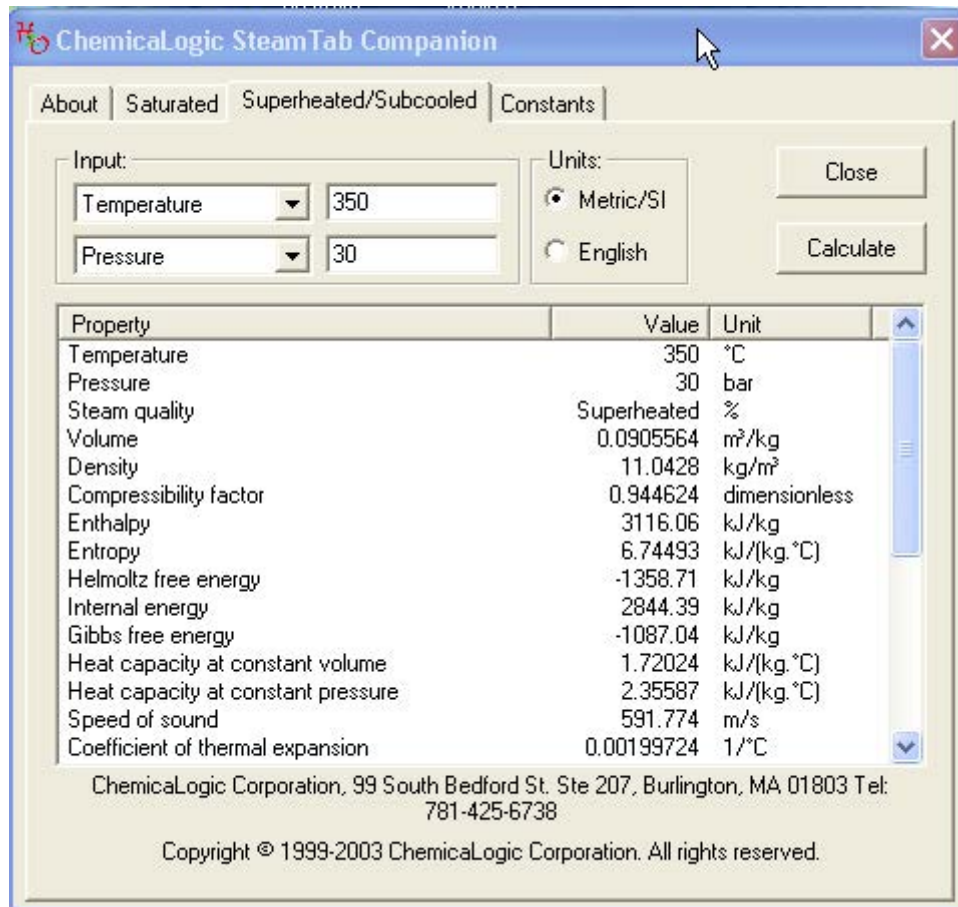 ChemicaLogic SteamTab Companion
About Saturated Superheated/Subcooled Constants
Input:
Temperature 350
Pressure 30
Units:
Metric/SI
English
Close
Calculate
Property Value Unit
Temperature 350 °C
Pressure 30 bar
Steam quality Superheated %
Volume 0.0905564 m³/kg
Density 11.0428 kg/m³
Compressibility factor 0.944624 dimensionless
Enthalpy 3116.06 kJ/kg
Entropy 6.74493 kJ/(kg.°C)
Helmoltz free energy -1358.71 kJ/kg
Internal energy 2844.39 kJ/kg
Gibbs free energy -1087.04 kJ/kg
Heat capacity at constant volume 1.72024 kJ/(kg.°C)
Heat capacity at constant pressure 2.35587 kJ/(kg.°C)
Speed of sound 591.774 m/s
Coefficient of thermal expansion 0.00199724 1/°C
ChemicaLogic Corporation, 99 South Bedford St. Ste 207, Burlington, MA 01803 Tel:
781-425-6738
Copyright © 1999-2003 ChemicaLogic Corporation. All rights reserved.